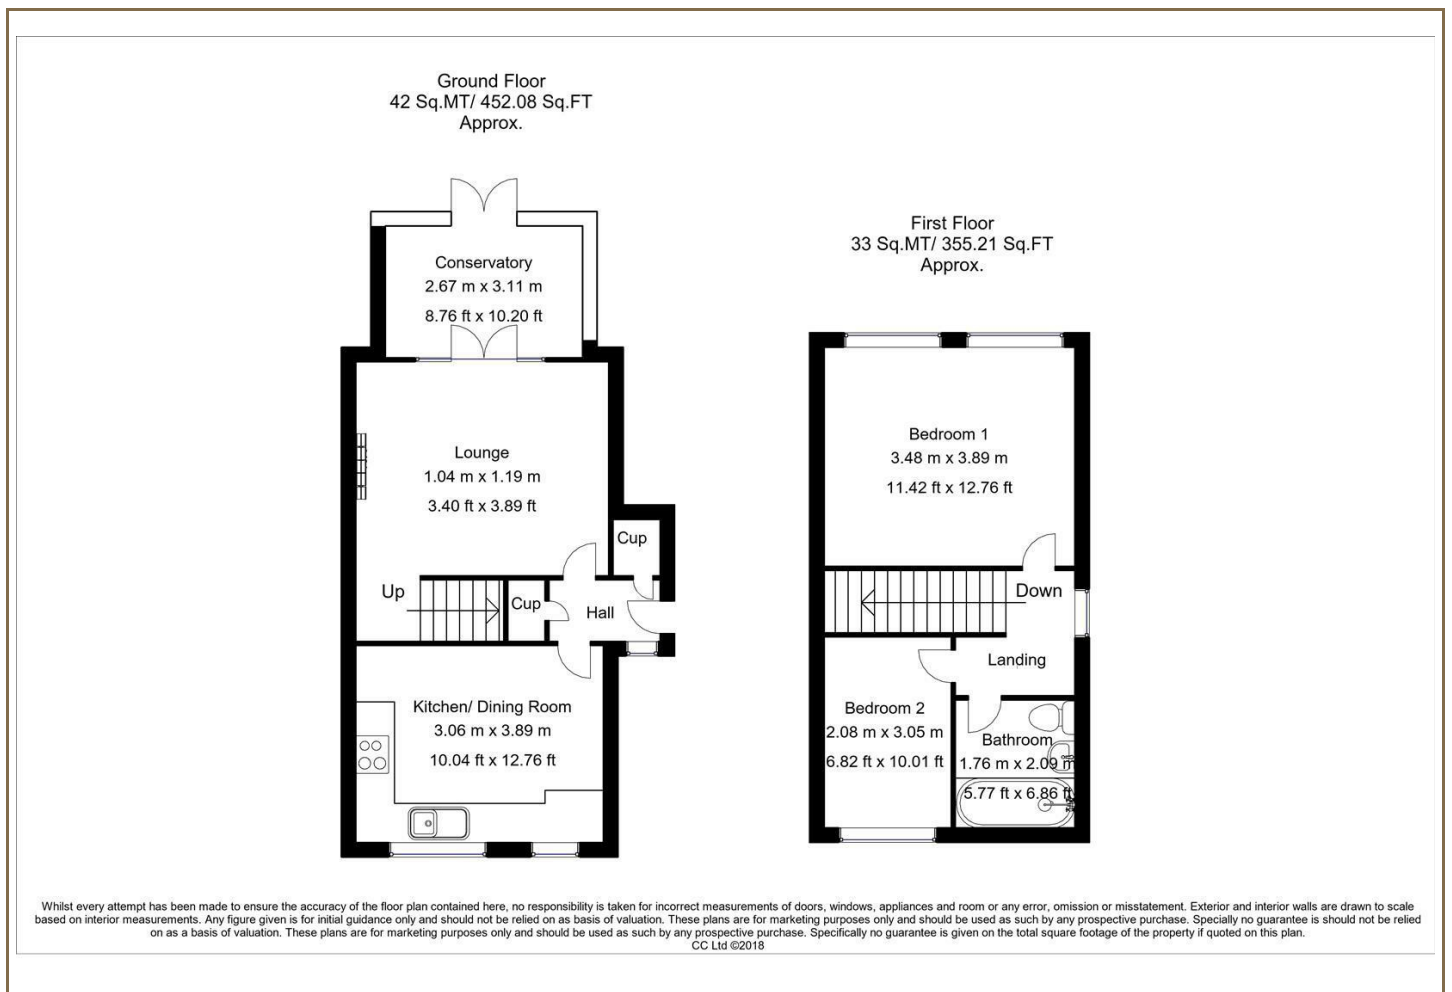 Ground Floor
42 Sq.MT/ 452.08 Sq.FT
Approx.
Conservatory
2.67 m x 3.11 m
8.76 ft x 10.20 ft
Lounge
1.04 m x 1.19 m
3.40 ft x 3.89 ft
Cup
Up
Cup
Hall
Kitchen/ Dining Room
3.06 m x 3.89 m
10.04 ft x 12.76 ft
First Floor
33 Sq.MT/ 355.21 Sq.FT
Approx.
Bedroom 1
3.48 m x 3.89 m
11.42 ft x 12.76 ft
Down
Landing
Bedroom 2
2.08 m x 3.05 m
6.82 ft x 10.01 ft
Bathroom
1.76 m x 2.09 m
5.77 ft x 6.86 ft
Whilst every attempt has been made to ensure the accuracy of the floor plan contained here, no responsibility is taken for incorrect measurements of doors, windows, appliances and room or any error, omission or misstatement. Exterior and interior walls are drawn to scale
based on interior measurements. Any figure given is for initial guidance only and should not be relied on as basis of valuation. These plans are for marketing purposes only and should be used as such by any prospective purchase. Specially no guarantee is should not be relied
on as a basis of valuation. These plans are for marketing purposes only and should be used as such by any prospective purchase. Specifically no guarantee is given on the total square footage of the property if quoted on this plan.
CC Ltd ©2018